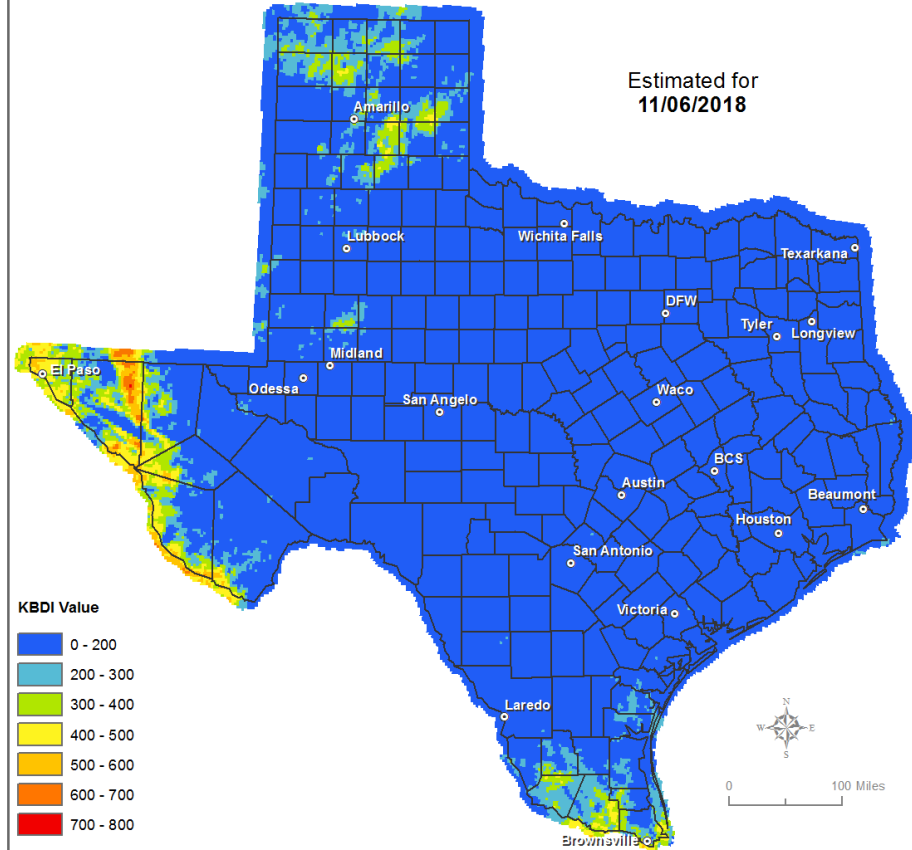 Estimated for
11/06/2018
Amarillo
Lubbock
Wichita Falls
Texarkana
DFW
Tyler
Longview
Midland
El Paso
Odessa
San Angelo
Waco
BCS
Austin
Beaumont
Houston
San Antonio
Victoria
Laredo
Brownsville
KBDI Value
0 - 200
200 - 300
300 - 400
400 - 500
500 - 600
600 - 700
700 - 800
N
W E
S
0 100 Miles